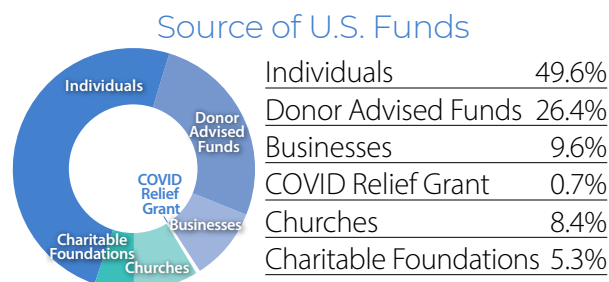 Source of U.S. Funds
Individuals
Donor
Advised
Funds
COVID
Relief
Grant
Businesses
Charitable
Foundations
Churches
Individuals 49.6%
Donor Advised Funds 26.4%
Businesses 9.6%
COVID Relief Grant 0.7%
Churches 8.4%
Charitable Foundations 5.3%